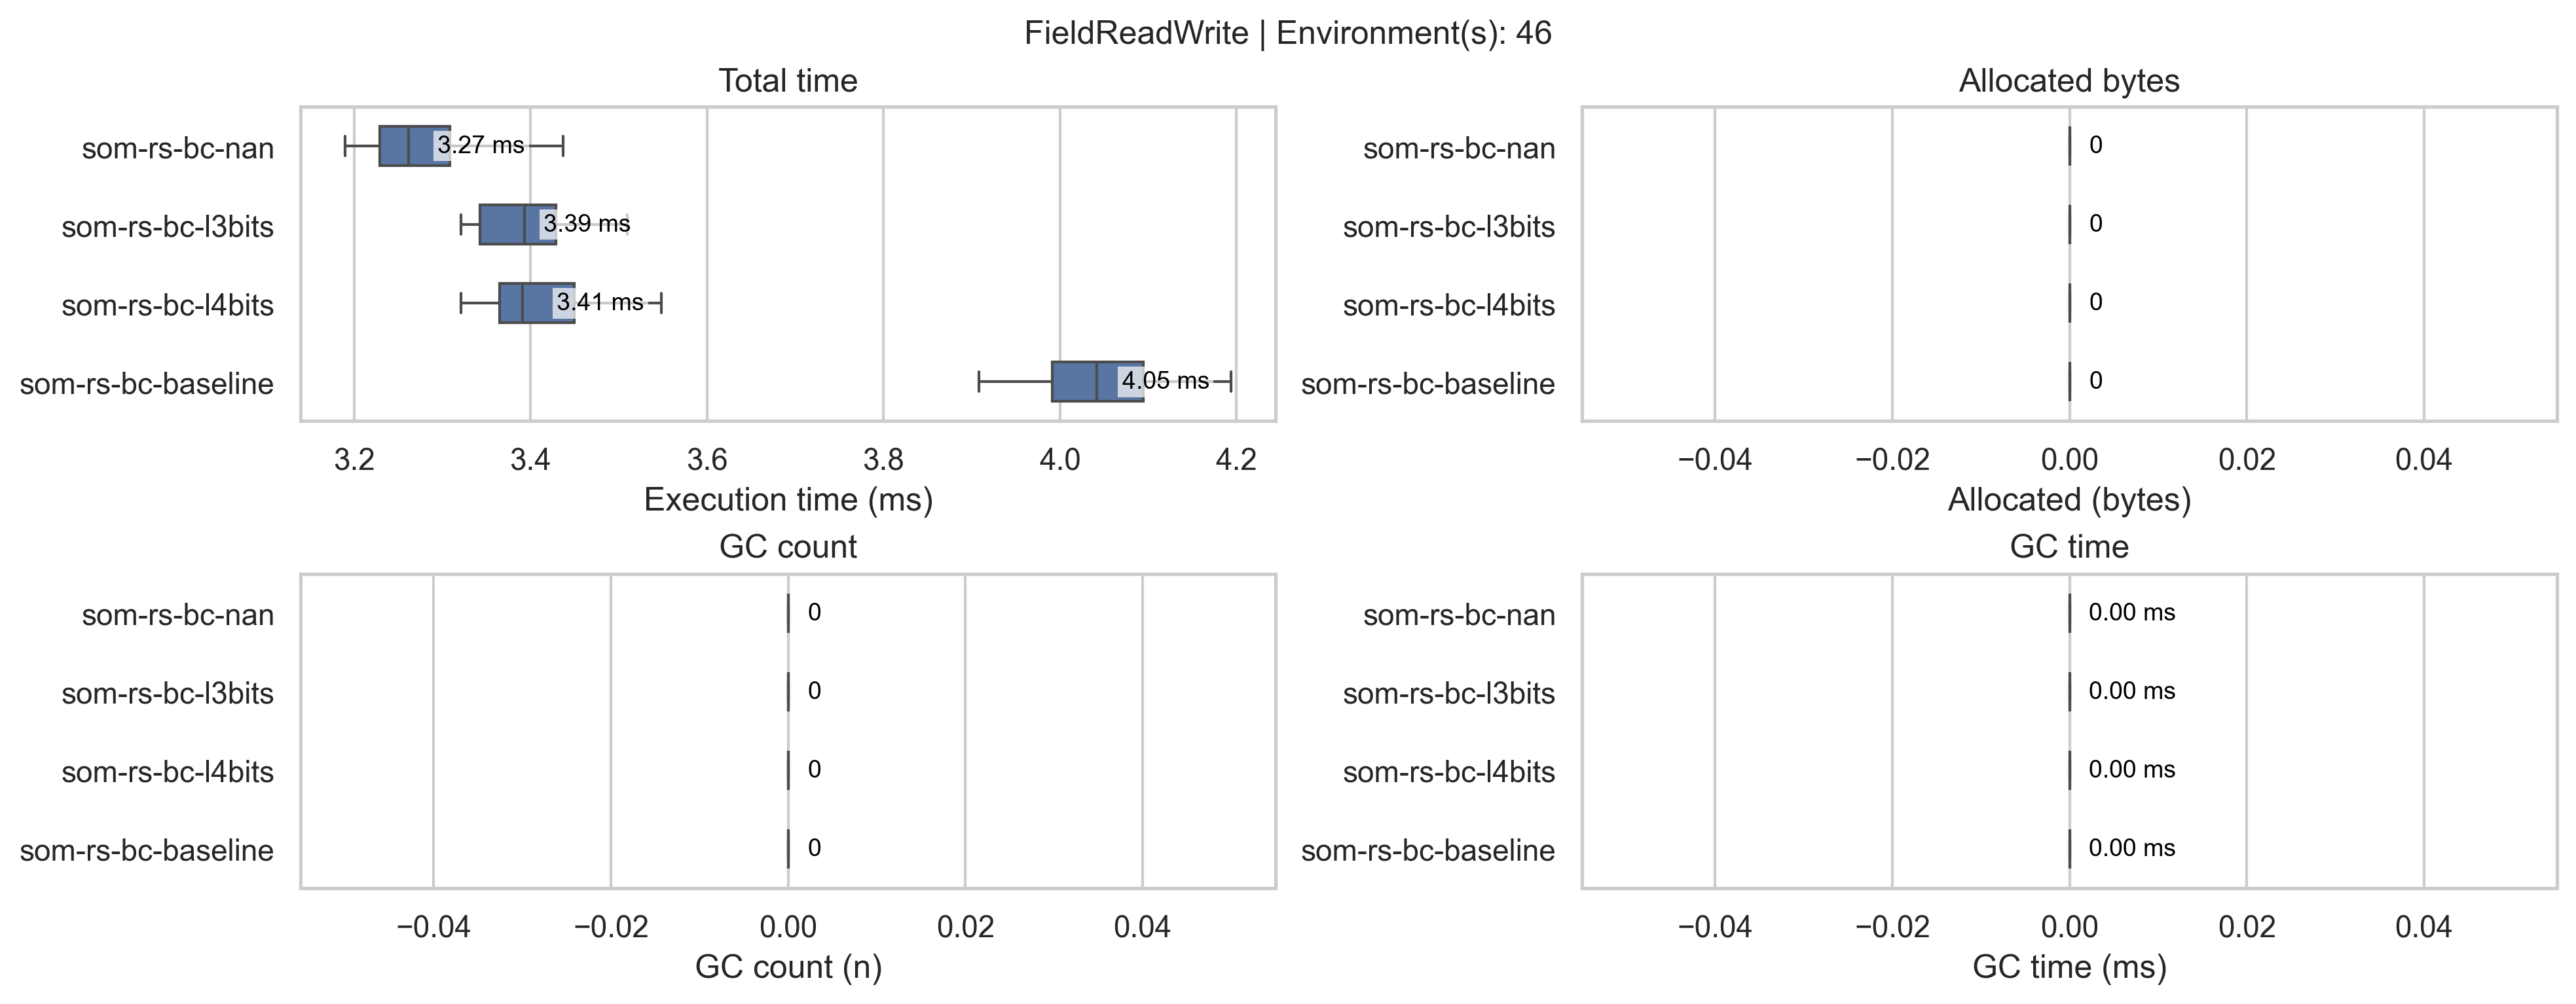 FieldReadWrite | Environment(s): 46
Total time
som-rs-bc-nan
3.27 ms
som-rs-bc-l3bits
3.39 ms
som-rs-bc-l4bits
3.41 ms
som-rs-bc-baseline
4.05 ms
3.2 3.4 3.6 3.8 4.0 4.2
Execution time (ms)
Allocated bytes
som-rs-bc-nan
0
som-rs-bc-l3bits
0
som-rs-bc-l4bits
0
som-rs-bc-baseline
0
−0.04 −0.02 0.00 0.02 0.04
Allocated (bytes)
GC count
som-rs-bc-nan
0
som-rs-bc-l3bits
0
som-rs-bc-l4bits
0
som-rs-bc-baseline
0
−0.04 −0.02 0.00 0.02 0.04
GC count (n)
GC time
som-rs-bc-nan
0.00 ms
som-rs-bc-l3bits
0.00 ms
som-rs-bc-l4bits
0.00 ms
som-rs-bc-baseline
0.00 ms
−0.04 −0.02 0.00 0.02 0.04
GC time (ms)